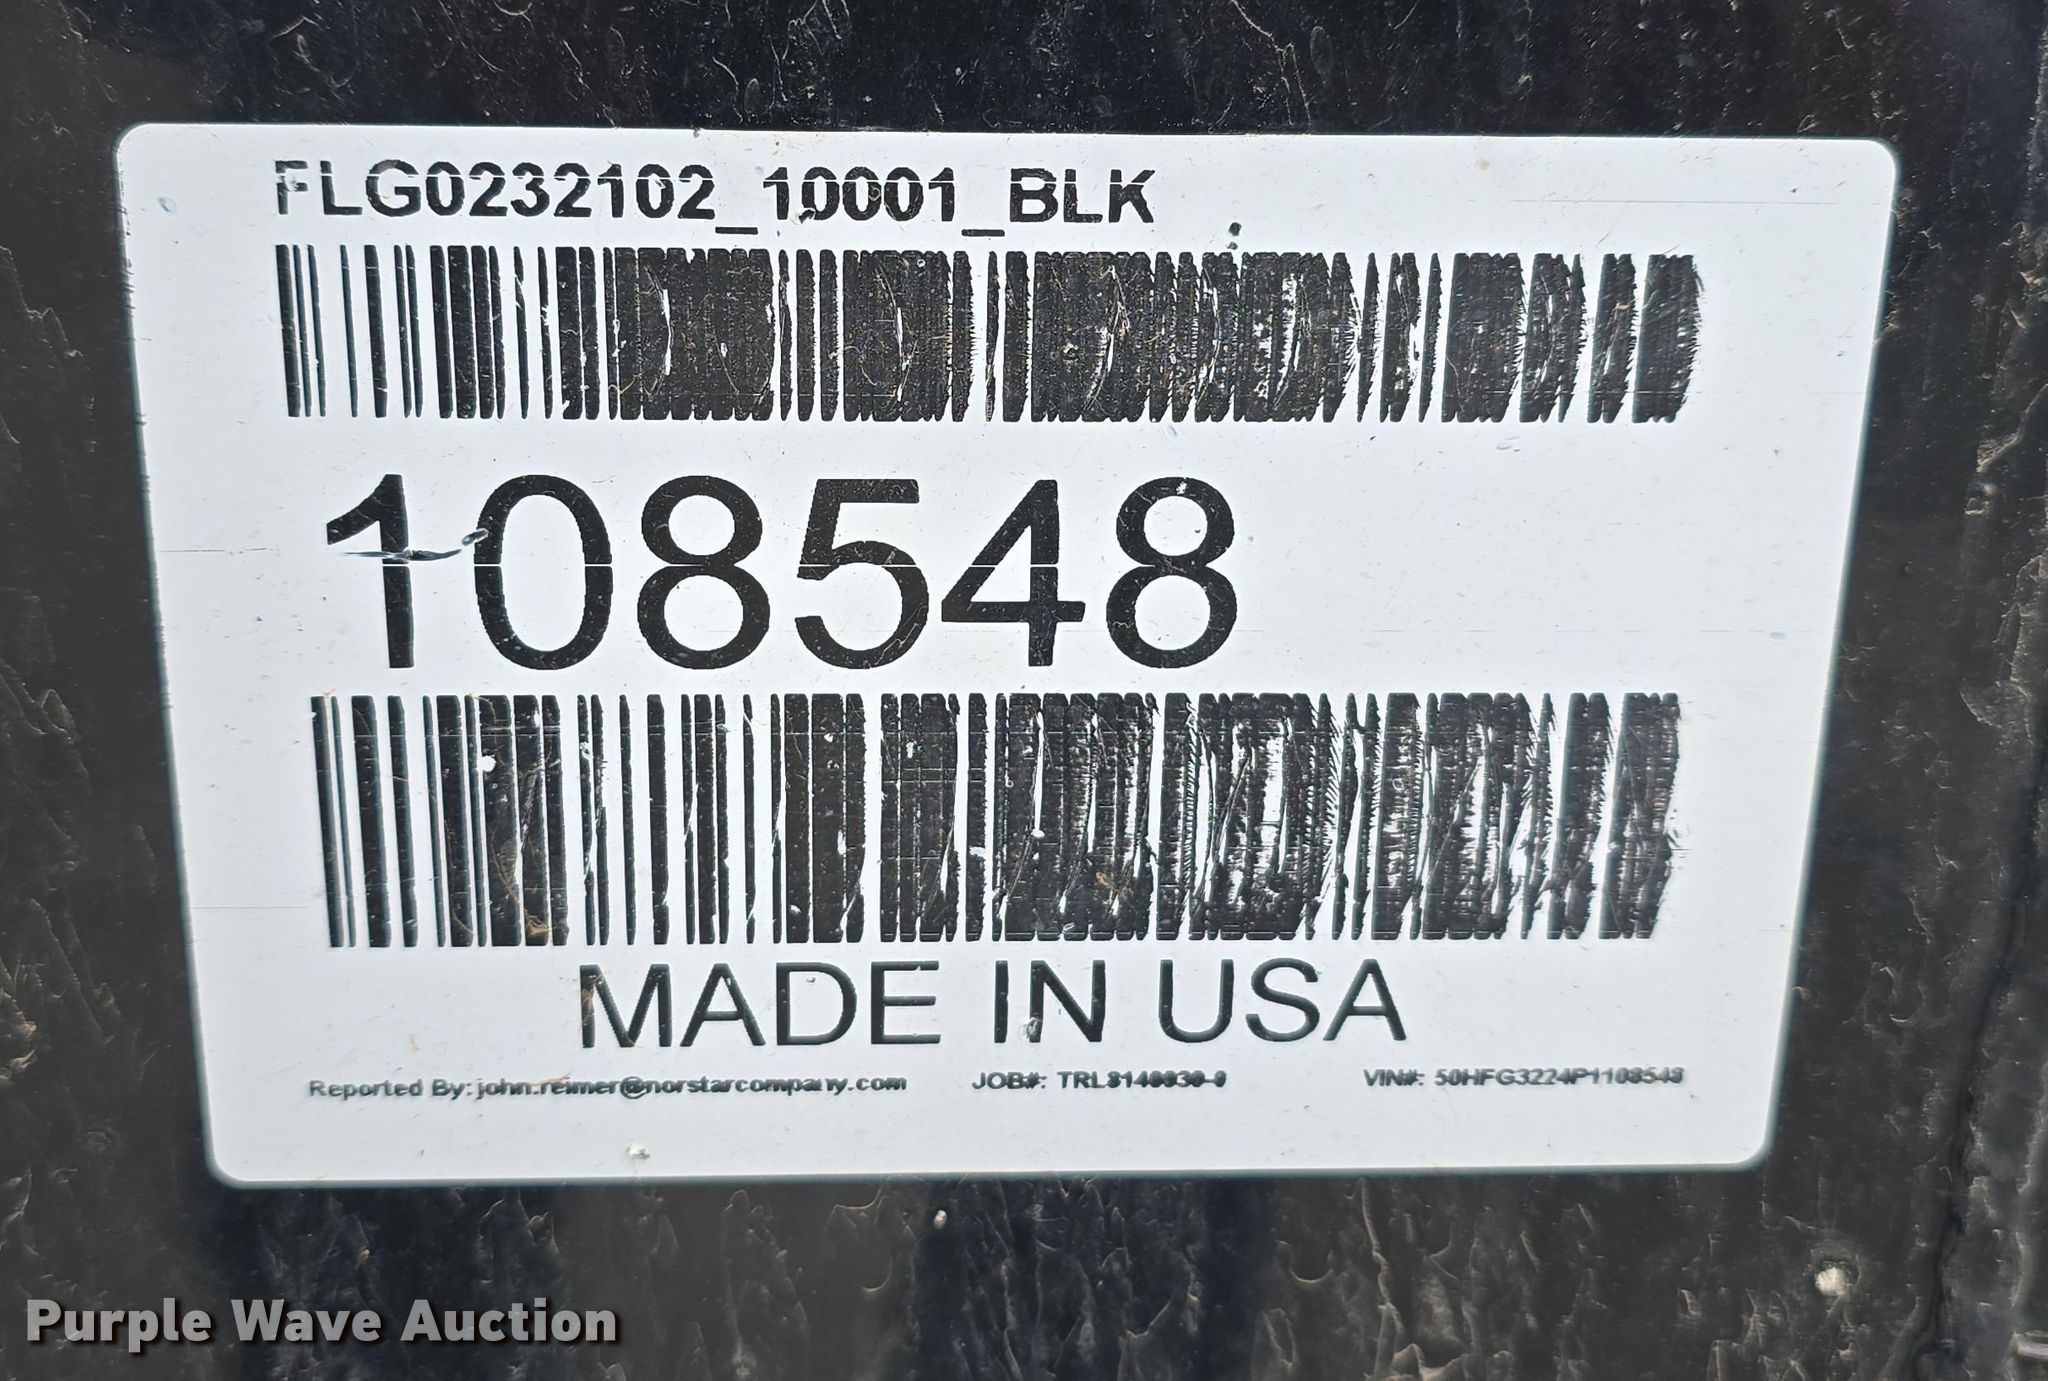 FLG0232102_10001_BLK
108548
MADE IN USA
Reported By: john.reimer@norstarcompany.com JOB#: TRL8140030-0 VIN#: 50HFG3224P1108548
Purple Wave Auction